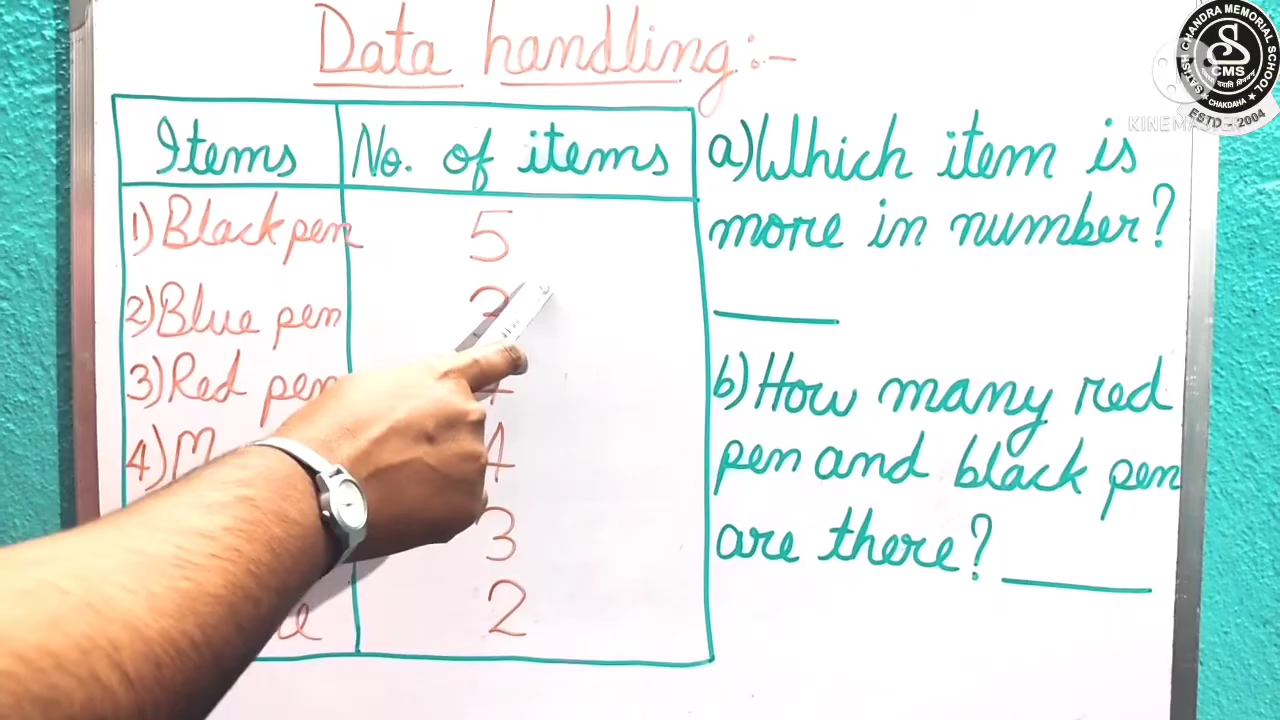 Data handling:-
Items No. of items
1) Black pen 5
2) Blue pen
3) Red pen
4)
3
2
a) Which item is
more in number?
b) How many red
pen and black pen
are there?
SATISH CHANDRA MEMORIAL SCHOOL
S
CMS
CHAKDAHA
ESTD - 2004
KINEMASTER